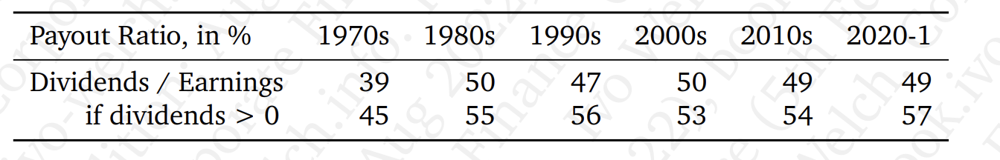 Payout Ratio, in % 1970s 1980s 1990s 2000s 2010s 2020-1
Dividends / Earnings 39 50 47 50 49 49
if dividends > 0 45 55 56 53 54 57